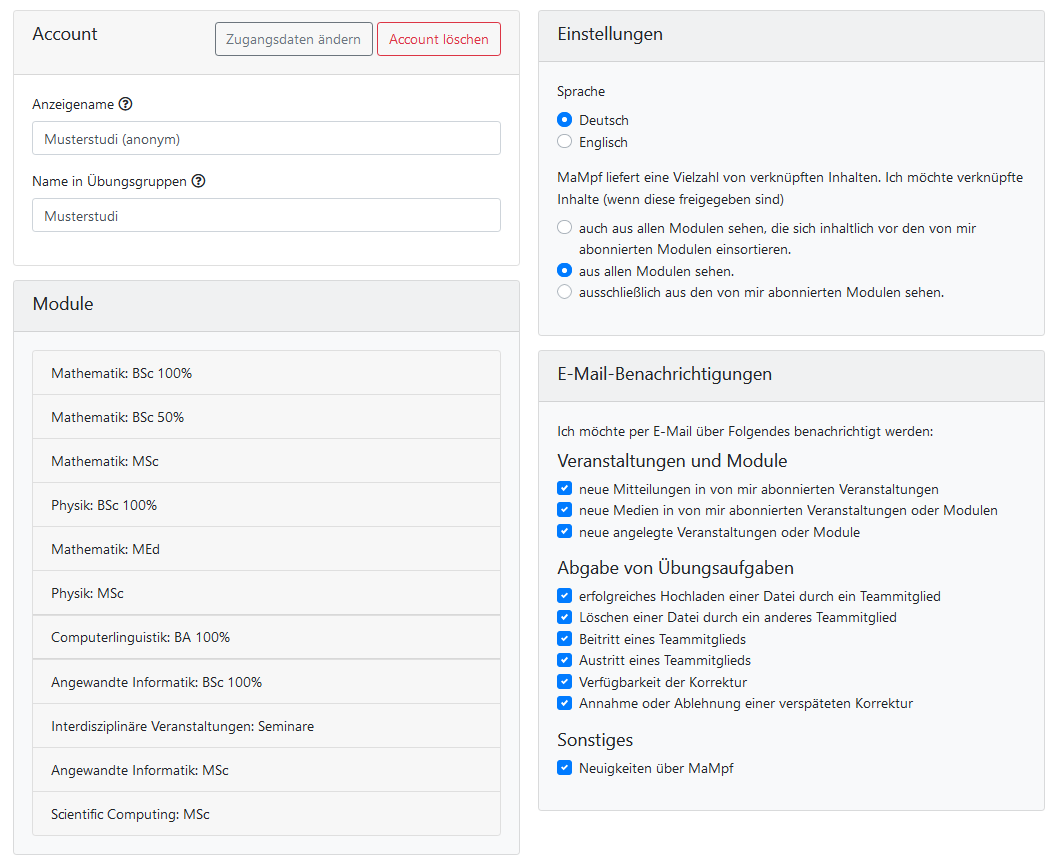 Account
Zugangsdaten ändern
Account löschen
Anzeigename
Musterstudi (anonym)
Name in Übungsgruppen
Musterstudi
Module
Mathematik: BSc 100%
Mathematik: BSc 50%
Mathematik: MSc
Physik: BSc 100%
Mathematik: MEd
Physik: MSc
Computerlinguistik: BA 100%
Angewandte Informatik: BSc 100%
Interdisziplinäre Veranstaltungen: Seminare
Angewandte Informatik: MSc
Scientific Computing: MSc
Einstellungen
Sprache
Deutsch
Englisch
MaMpf liefert eine Vielzahl von verknüpften Inhalten. Ich möchte verknüpfte
Inhalte (wenn diese freigegeben sind)
auch aus allen Modulen sehen, die sich inhaltlich vor den von mir
abonnierten Modulen einsortieren.
aus allen Modulen sehen.
ausschließlich aus den von mir abonnierten Modulen sehen.
E-Mail-Benachrichtigungen
Ich möchte per E-Mail über Folgendes benachrichtigt werden:
Veranstaltungen und Module
neue Mitteilungen in von mir abonnierten Veranstaltungen
neue Medien in von mir abonnierten Veranstaltungen oder Modulen
neue angelegte Veranstaltungen oder Module
Abgabe von Übungsaufgaben
erfolgreiches Hochladen einer Datei durch ein Teammitglied
Löschen einer Datei durch ein anderes Teammitglied
Beitritt eines Teammitglieds
Austritt eines Teammitglieds
Verfügbarkeit der Korrektur
Annahme oder Ablehnung einer verspäteten Korrektur
Sonstiges
Neuigkeiten über MaMpf